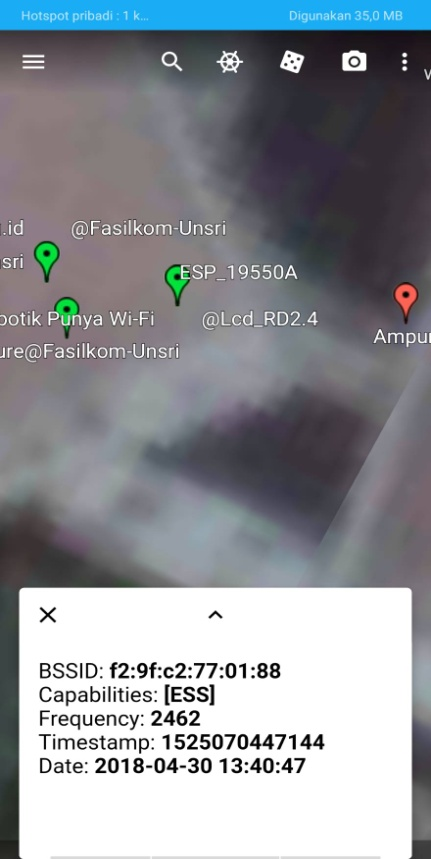 Hotspot pribadi : 1 k... Digunakan 35,0 MB
.id @Fasilkom-Unsri
sri ESP_19550A
botik Punya Wi-Fi @Lcd_RD2.4
Ampur
ure@Fasilkom-Unsri
BSSID: f2:9f:c2:77:01:88
Capabilities: [ESS]
Frequency: 2462
Timestamp: 1525070447144
Date: 2018-04-30 13:40:47